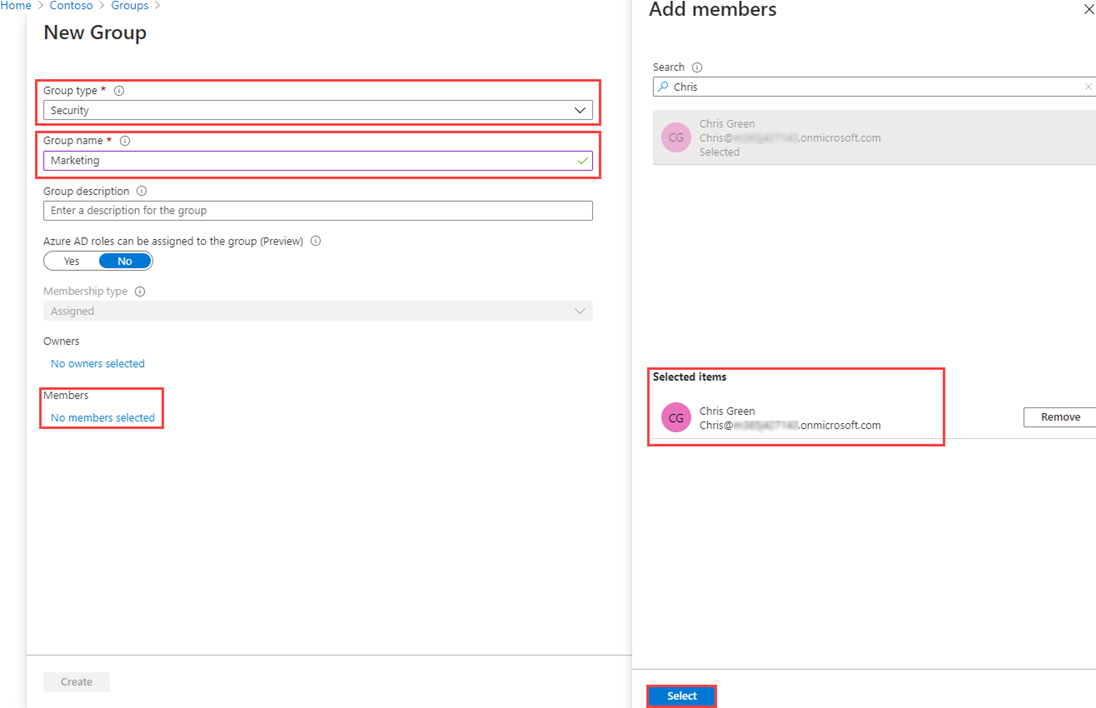 Home > Contoso > Groups >
New Group
Group type *
Security
Group name *
Marketing
Group description
Enter a description for the group
Azure AD roles can be assigned to the group (Preview)
Yes No
Membership type
Assigned
Owners
No owners selected
Members
No members selected
Create
Add members
Search
Chris
CG
Chris Green
Chris@ .onmicrosoft.com
Selected
Selected items
CG
Chris Green
Chris@ .onmicrosoft.com
Remove
Select